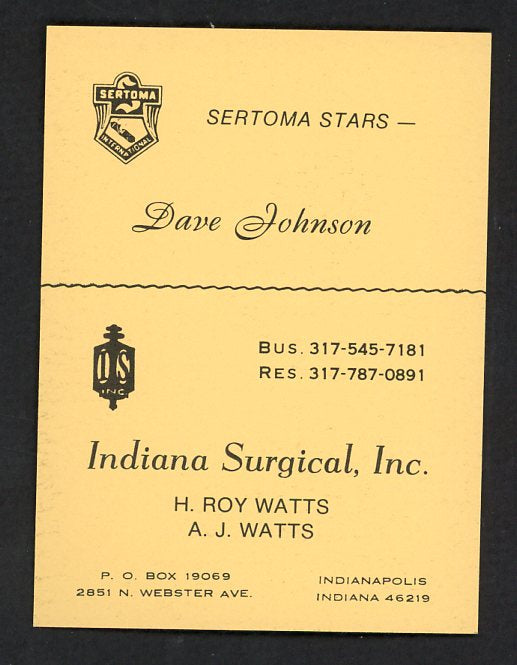 SERTOMA
INTERNATIONAL
SERTOMA STARS —
Dave Johnson
BUS. 317-545-7181
RES. 317-787-0891
INC
Indiana Surgical, Inc.
H. ROY WATTS
A. J. WATTS
P. O. BOX 19069
2851 N. WEBSTER AVE.
INDIANAPOLIS
INDIANA 46219